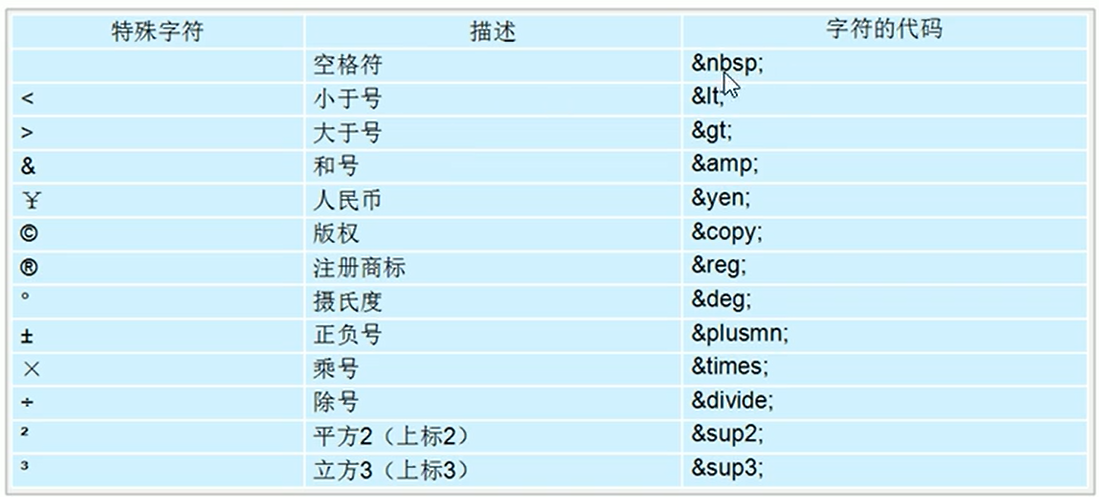 特殊字符 描述 字符的代码
空格符 &nbsp;
< 小于号 &lt;
> 大于号 &gt;
& 和号 &amp;
¥ 人民币 &yen;
© 版权 &copy;
® 注册商标 &reg;
° 摄氏度 &deg;
± 正负号 &plusmn;
× 乘号 &times;
÷ 除号 &divide;
² 平方2（上标2） &sup2;
³ 立方3（上标3） &sup3;